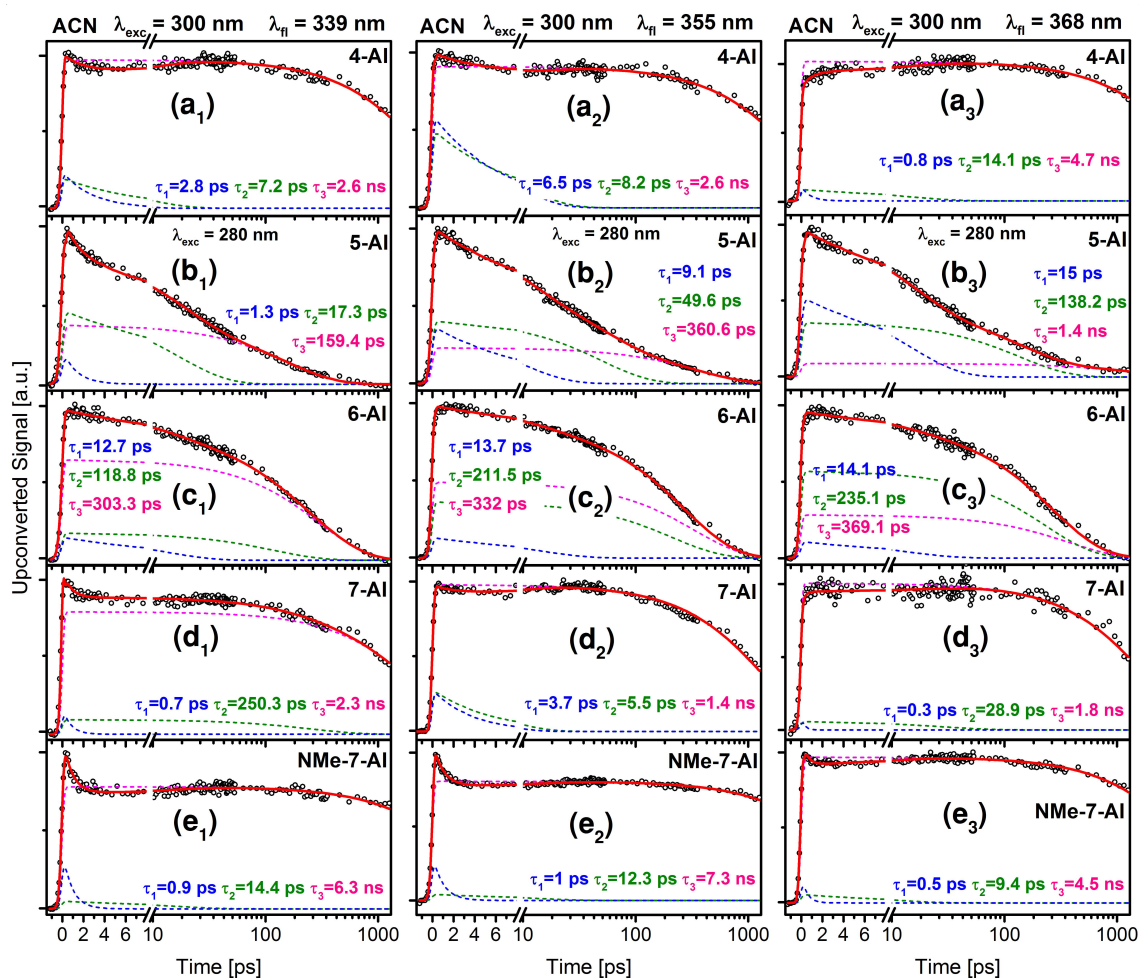 ACN λexc = 300 nm λfl = 339 nm
ACN λexc = 300 nm λfl = 355 nm
ACN λexc = 300 nm λfl = 368 nm
4-AI
(a1)
τ1=2.8 ps τ2=7.2 ps τ3=2.6 ns
4-AI
(a2)
τ1=6.5 ps τ2=8.2 ps τ3=2.6 ns
4-AI
(a3)
τ1=0.8 ps τ2=14.1 ps τ3=4.7 ns
λexc = 280 nm
5-AI
(b1)
τ1=1.3 ps τ2=17.3 ps
τ3=159.4 ps
λexc = 280 nm
5-AI
(b2)
τ1=9.1 ps
τ2=49.6 ps
τ3=360.6 ps
λexc = 280 nm
5-AI
(b3)
τ1=15 ps
τ2=138.2 ps
τ3=1.4 ns
6-AI
τ1=12.7 ps
τ2=118.8 ps
τ3=303.3 ps
(c1)
6-AI
τ1=13.7 ps
τ2=211.5 ps
τ3=332 ps
(c2)
6-AI
τ1=14.1 ps
τ2=235.1 ps
τ3=369.1 ps
(c3)
7-AI
(d1)
τ1=0.7 ps τ2=250.3 ps τ3=2.3 ns
7-AI
(d2)
τ1=3.7 ps τ2=5.5 ps τ3=1.4 ns
7-AI
(d3)
τ1=0.3 ps τ2=28.9 ps τ3=1.8 ns
NMe-7-AI
(e1)
τ1=0.9 ps τ2=14.4 ps τ3=6.3 ns
NMe-7-AI
(e2)
τ1=1 ps τ2=12.3 ps τ3=7.3 ns
(e3)
NMe-7-AI
τ1=0.5 ps τ2=9.4 ps τ3=4.5 ns
0 2 4 6 8 10 100 1000
0 2 4 6 8 10 100 1000
0 2 4 6 8 10 100 1000
Time [ps]
Time [ps]
Time [ps]
Upconverted Signal [a.u.]